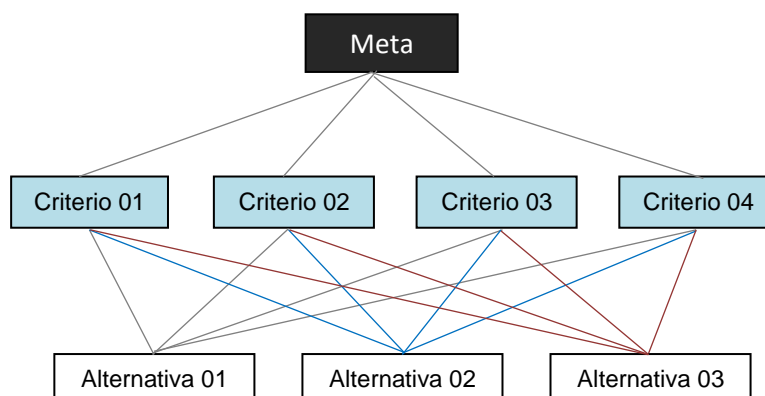 Meta
Criterio 01
Criterio 02
Criterio 03
Criterio 04
Alternativa 01
Alternativa 02
Alternativa 03